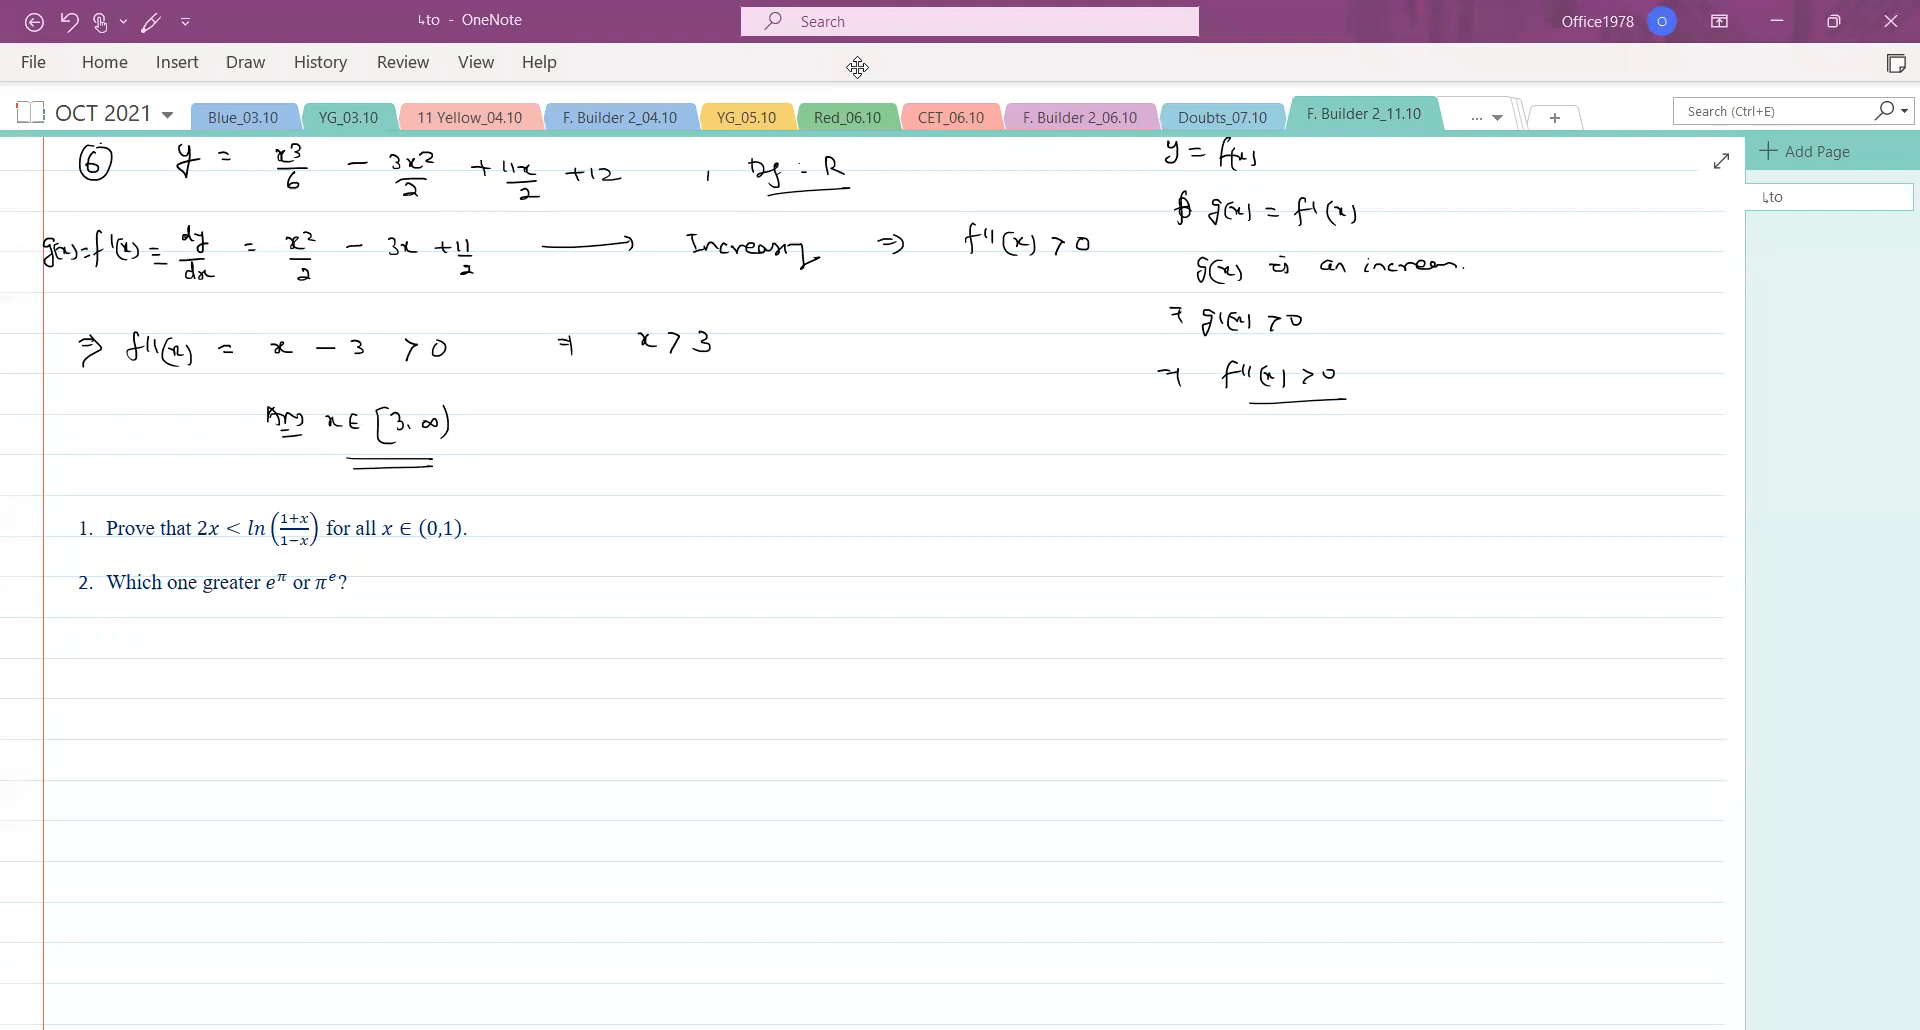 ↳to - OneNote
Search
Office1978
O
File Home Insert Draw History Review View Help
OCT 2021
Blue_03.10 YG_03.10 11 Yellow_04.10 F. Builder 2_04.10 YG_05.10 Red_06.10 CET_06.10 F. Builder 2_06.10 Doubts_07.10 F. Builder 2_11.10 ... +
Search (Ctrl+E)
+ Add Page
↳to
⑥ y = x³/6 - 3x²/2 + 11x/2 + 12 , Df : R
g(x)=f'(x) = dy/dx = x²/2 - 3x + 11/2 → Increasing ⇒ f''(x) > 0
⇒ f''(x) = x - 3 > 0 ⇒ x > 3
Ans x ∈ [3, ∞)
y = f(x)
g(x) = f'(x)
g(x) is an increasn.
⇒ g'(x) > 0
⇒ f''(x) > 0
1. Prove that 2x < ln ((1+x)/(1−x)) for all x ∈ (0,1).
2. Which one greater e^π or π^e?